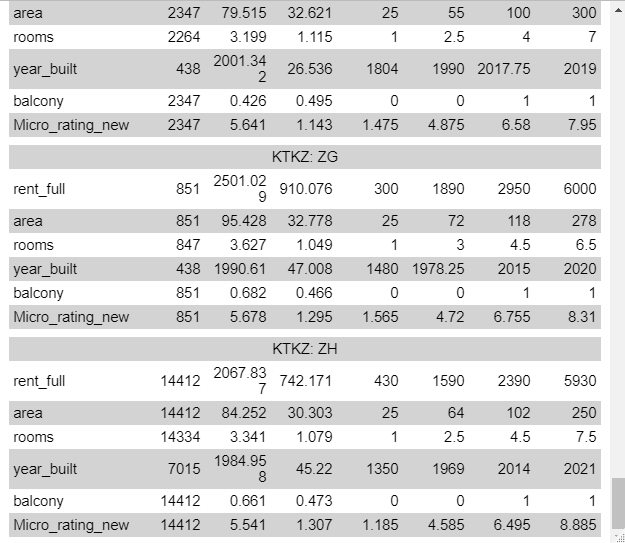 area 2347 79.515 32.621 25 55 100 300
rooms 2264 3.199 1.115 1 2.5 4 7
year_built 438 2001.34
2 26.536 1804 1990 2017.75 2019
balcony 2347 0.426 0.495 0 0 1 1
Micro_rating_new 2347 5.641 1.143 1.475 4.875 6.58 7.95
KTKZ: ZG
rent_full 851 2501.02
9 910.076 300 1890 2950 6000
area 851 95.428 32.778 25 72 118 278
rooms 847 3.627 1.049 1 3 4.5 6.5
year_built 438 1990.61 47.008 1480 1978.25 2015 2020
balcony 851 0.682 0.466 0 0 1 1
Micro_rating_new 851 5.678 1.295 1.565 4.72 6.755 8.31
KTKZ: ZH
rent_full 14412 2067.83
7 742.171 430 1590 2390 5930
area 14412 84.252 30.303 25 64 102 250
rooms 14334 3.341 1.079 1 2.5 4.5 7.5
year_built 7015 1984.95
8 45.22 1350 1969 2014 2021
balcony 14412 0.661 0.473 0 0 1 1
Micro_rating_new 14412 5.541 1.307 1.185 4.585 6.495 8.885